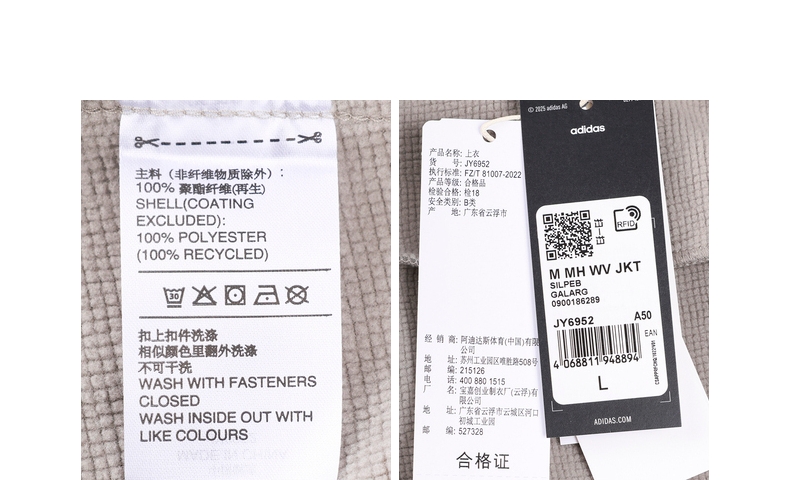 主料（非纤维物质除外）：
100% 聚酯纤维(再生)
SHELL(COATING
EXCLUDED):
100% POLYESTER
(100% RECYCLED)
30
扣上扣件洗涤
相似颜色里翻外洗涤
不可干洗
WASH WITH FASTENERS
CLOSED
WASH INSIDE OUT WITH
LIKE COLOURS
MADE IN CHINA
产品名称: 上衣
货 号: JY6952
执行标准: FZ/T 81007-2022
产品等级: 合格品
检验合格: 检18
安全类别: B类
产 地: 广东省云浮市
经 销 商: 阿迪达斯体育(中国)有限
公司
地 址: 苏州工业园区唯胜路508号
邮 编: 215126
电 话: 400 880 1515
厂 名: 宝嘉创业制衣厂(云浮)有
限公司
地 址: 广东省云浮市云城区河口
初城工业园
邮 编: 527328
合格证
© 2025 adidas AG
adidas
RFID
M MH WV JKT
SILPEB
GALARG
0900186289
JY6952 A50
EAN
4 068811 948894
L
ADIDAS.COM